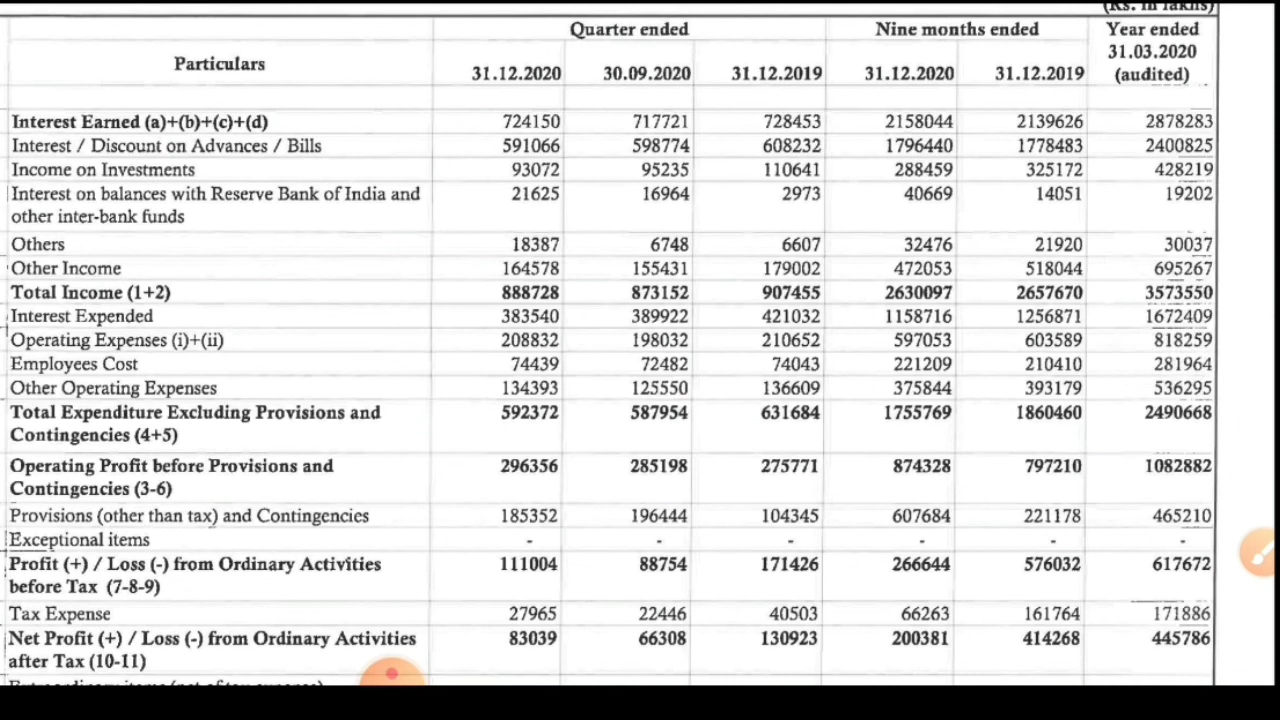 (Rs. in lakhs)
Quarter ended Nine months ended Year ended
Particulars 31.12.2020 30.09.2020 31.12.2019 31.12.2020 31.12.2019 31.03.2020
(audited)
Interest Earned (a)+(b)+(c)+(d) 724150 717721 728453 2158044 2139626 2878283
Interest / Discount on Advances / Bills 591066 598774 608232 1796440 1778483 2400825
Income on Investments 93072 95235 110641 288459 325172 428219
Interest on balances with Reserve Bank of India and 21625 16964 2973 40669 14051 19202
other inter-bank funds
Others 18387 6748 6607 32476 21920 30037
Other Income 164578 155431 179002 472053 518044 695267
Total Income (1+2) 888728 873152 907455 2630097 2657670 3573550
Interest Expended 383540 389922 421032 1158716 1256871 1672409
Operating Expenses (i)+(ii) 208832 198032 210652 597053 603589 818259
Employees Cost 74439 72482 74043 221209 210410 281964
Other Operating Expenses 134393 125550 136609 375844 393179 536295
Total Expenditure Excluding Provisions and 592372 587954 631684 1755769 1860460 2490668
Contingencies (4+5)
Operating Profit before Provisions and 296356 285198 275771 874328 797210 1082882
Contingencies (3-6)
Provisions (other than tax) and Contingencies 185352 196444 104345 607684 221178 465210
Exceptional items - - - - - -
Profit (+) / Loss (-) from Ordinary Activities 111004 88754 171426 266644 576032 617672
before Tax (7-8-9)
Tax Expense 27965 22446 40503 66263 161764 171886
Net Profit (+) / Loss (-) from Ordinary Activities 83039 66308 130923 200381 414268 445786
after Tax (10-11)